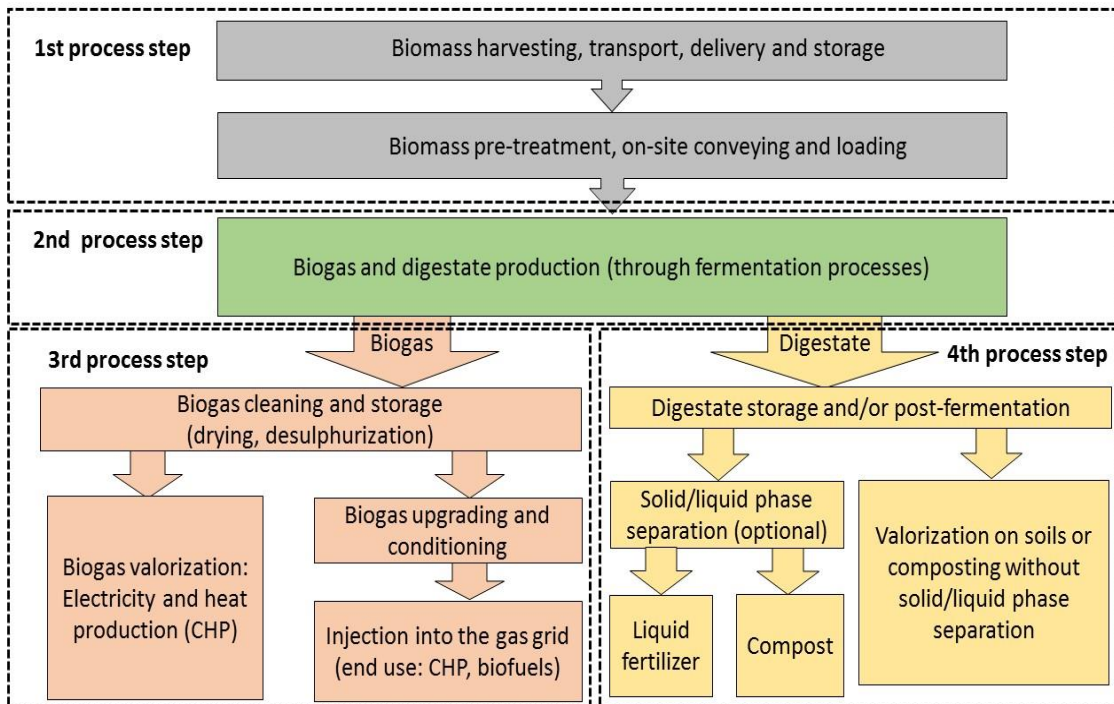 1st process step
Biomass harvesting, transport, delivery and storage
Biomass pre-treatment, on-site conveying and loading
2nd  process step
Biogas and digestate production (through fermentation processes)
Biogas
3rd process step
Biogas cleaning and storage
(drying, desulphurization)
Biogas valorization:
Electricity and heat
production (CHP)
Biogas upgrading and
conditioning
Injection into the gas grid
(end use: CHP, biofuels)
Digestate
4th process step
Digestate storage and/or post-fermentation
Solid/liquid phase
separation (optional)
Liquid
fertilizer
Compost
Valorization on soils or
composting without
solid/liquid phase
separation